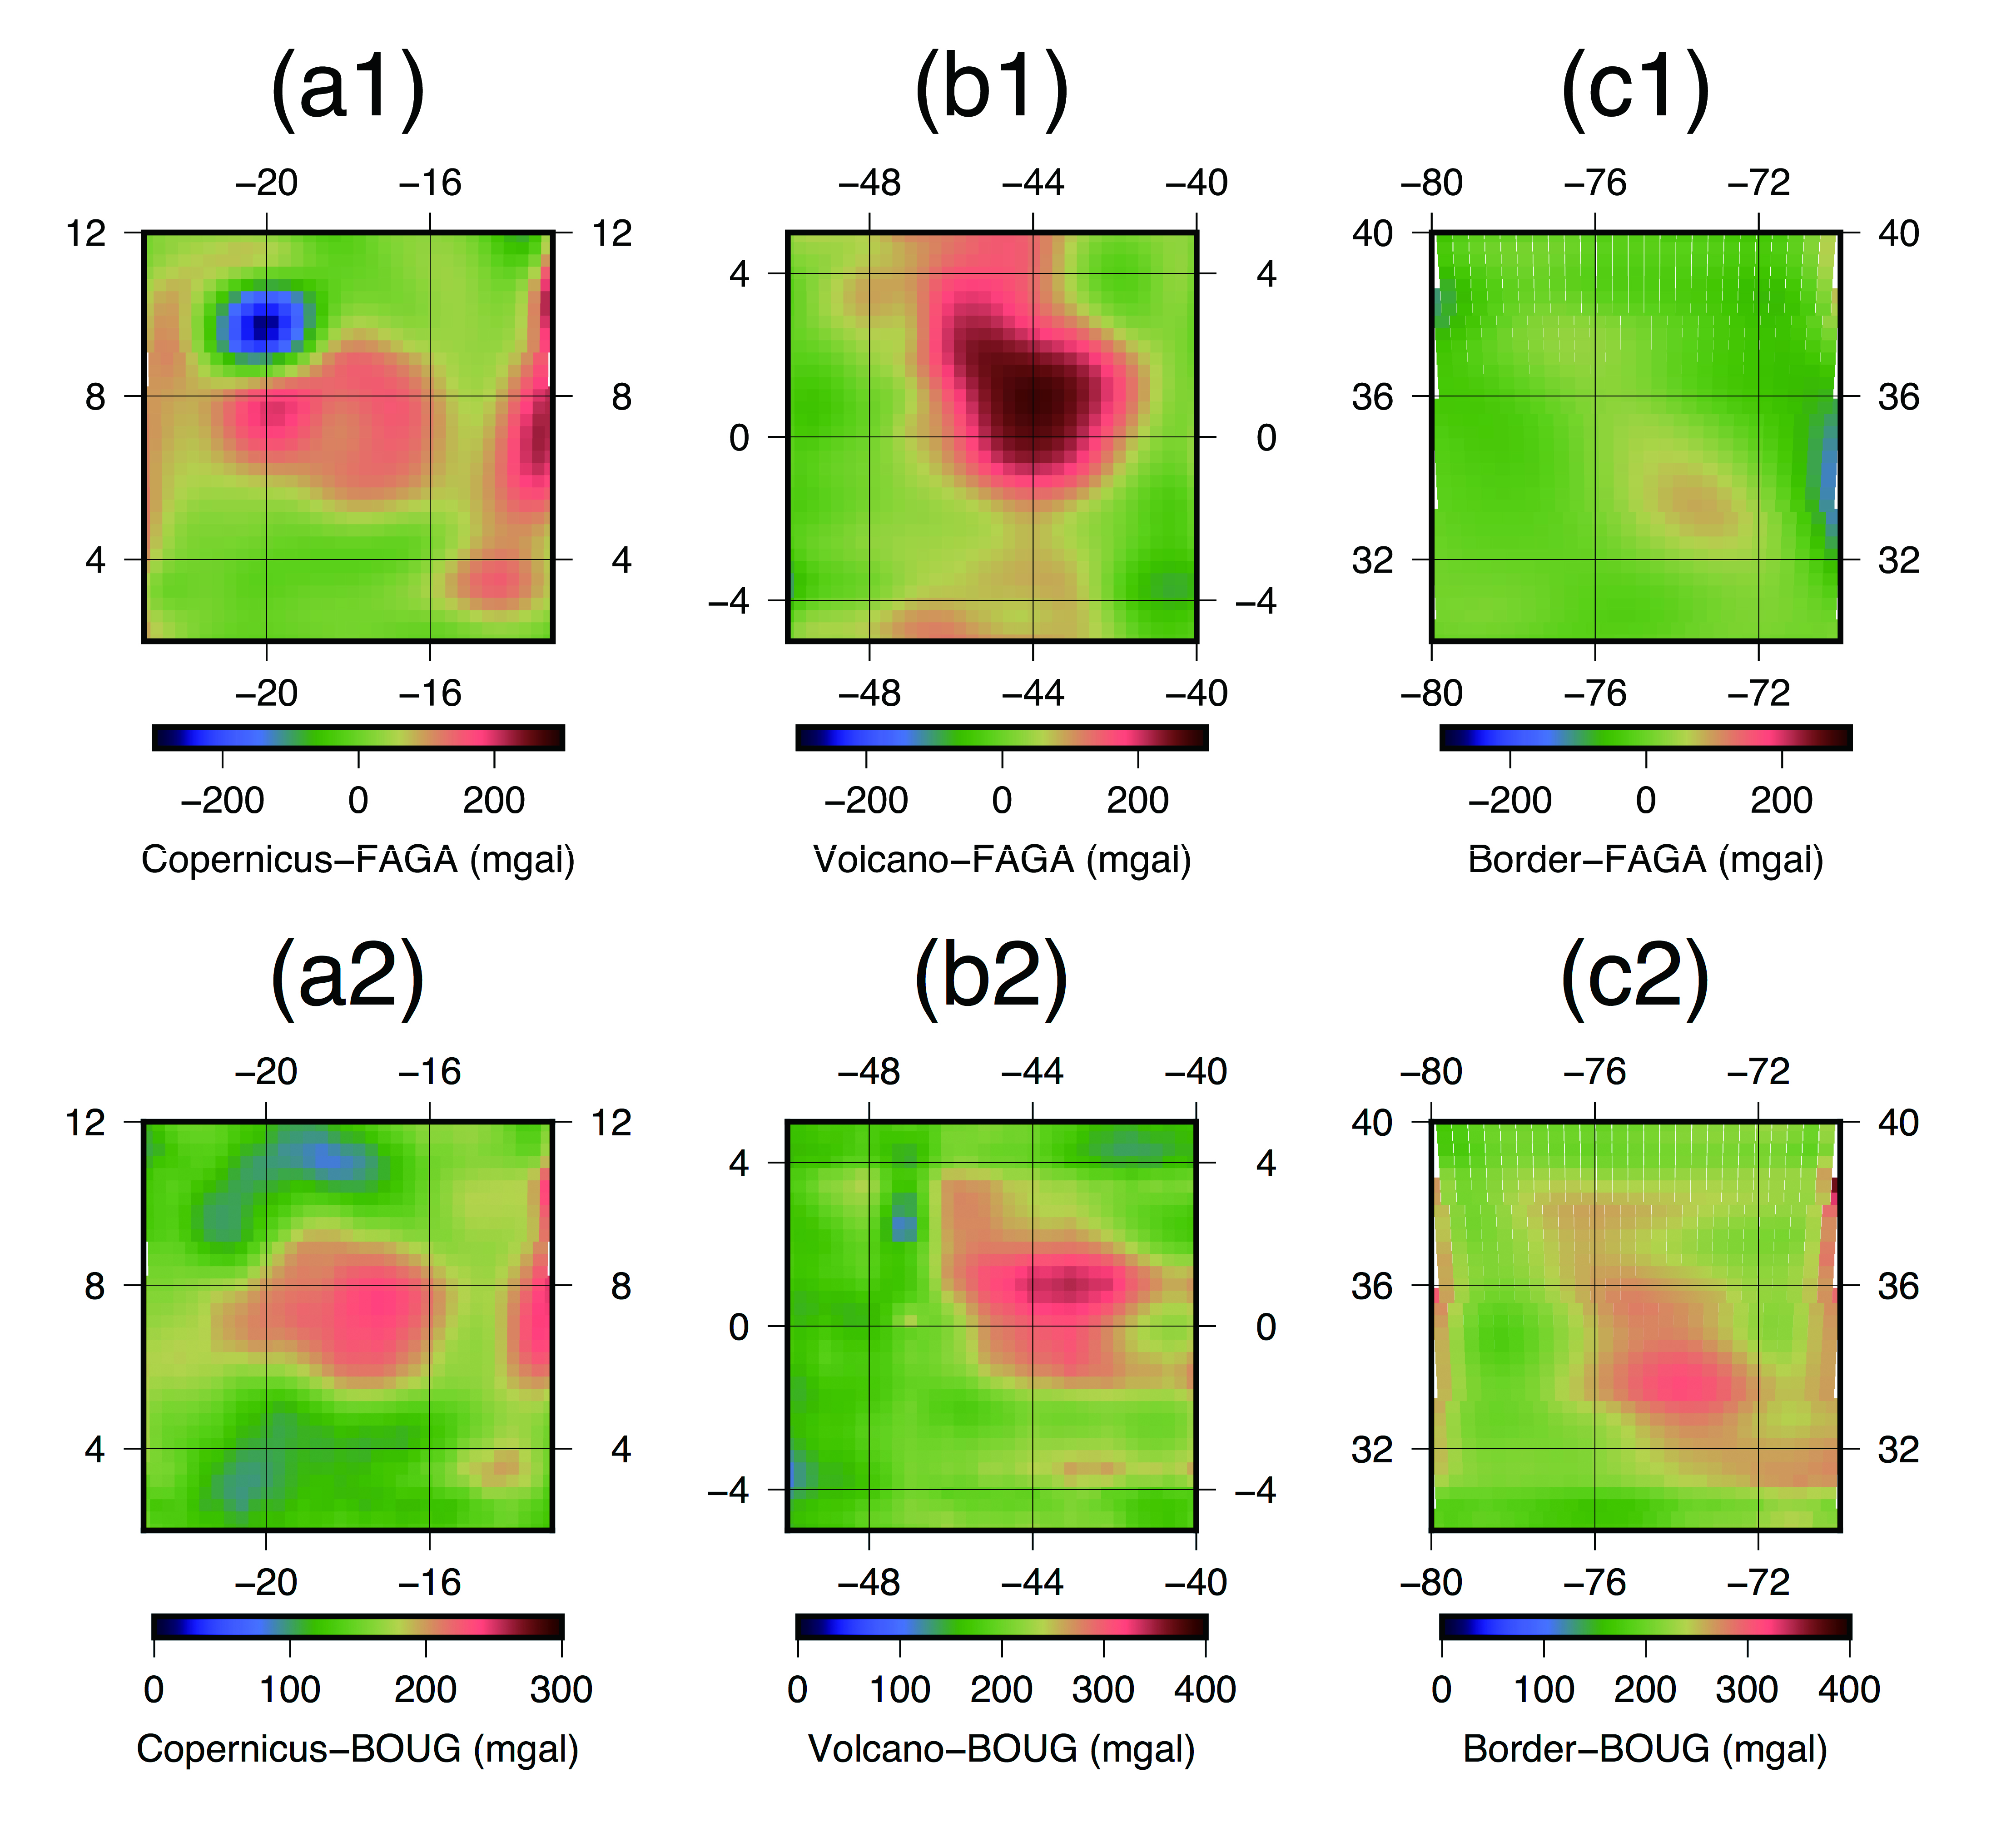 (a1) (b1) (c1)
−20 −16 −48 −44 −40 −80 −76 −72
12 12 40 40
4 4
8 8 36 36
0 0
4 4 32 32
−4 −4
−20 −16 −48 −44 −40 −80 −76 −72
−200 0 200 −200 0 200 −200 0 200
Copernicus−FAGA (mgal) Volcano−FAGA (mgal) Border−FAGA (mgal)
(a2) (b2) (c2)
−20 −16 −48 −44 −40 −80 −76 −72
12 12 40 40
4 4
8 8 36 36
0 0
4 4 32 32
−4 −4
−20 −16 −48 −44 −40 −80 −76 −72
0 100 200 300 0 100 200 300 400 0 100 200 300 400
Copernicus−BOUG (mgal) Volcano−BOUG (mgal) Border−BOUG (mgal)